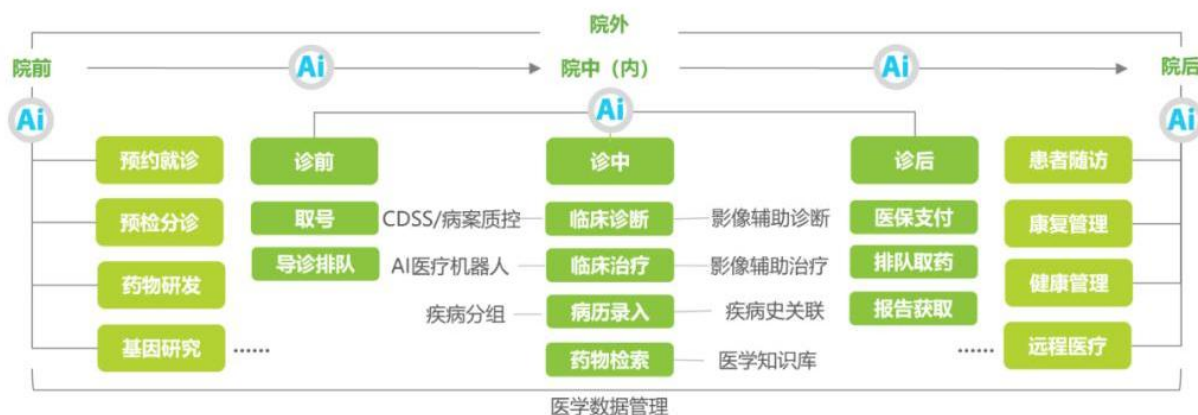 院外
院前
Ai
院中（内）
Ai
院后
Ai
Ai
Ai
预约就诊
诊前
诊中
诊后
患者随访
预检分诊
取号
CDSS/病案质控
临床诊断
影像辅助诊断
医保支付
康复管理
药物研发
导诊排队
AI医疗机器人
临床治疗
影像辅助治疗
排队取药
健康管理
疾病分组
病历录入
疾病史关联
报告获取
基因研究
……
药物检索
医学知识库
……
远程医疗
医学数据管理